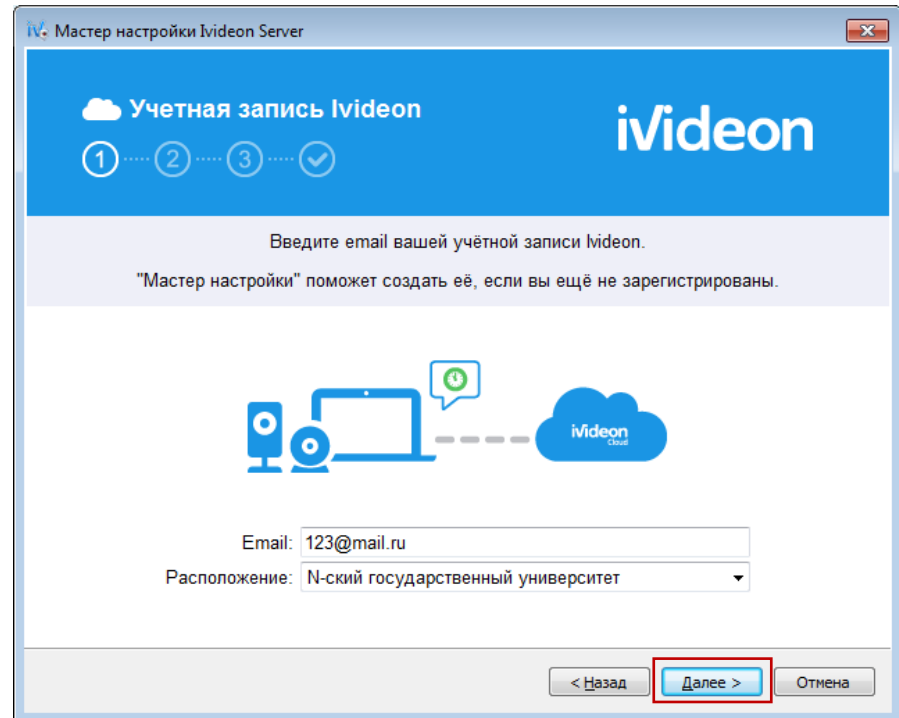 Мастер настройки Ivideon Server
Учетная запись Ivideon
iVideon
1 2 3
Введите email вашей учётной записи Ivideon.
"Мастер настройки" поможет создать её, если вы ещё не зарегистрированы.
iVideon
Cloud
Email: 123@mail.ru
Расположение: N-ский государственный университет
< Назад Далее > Отмена